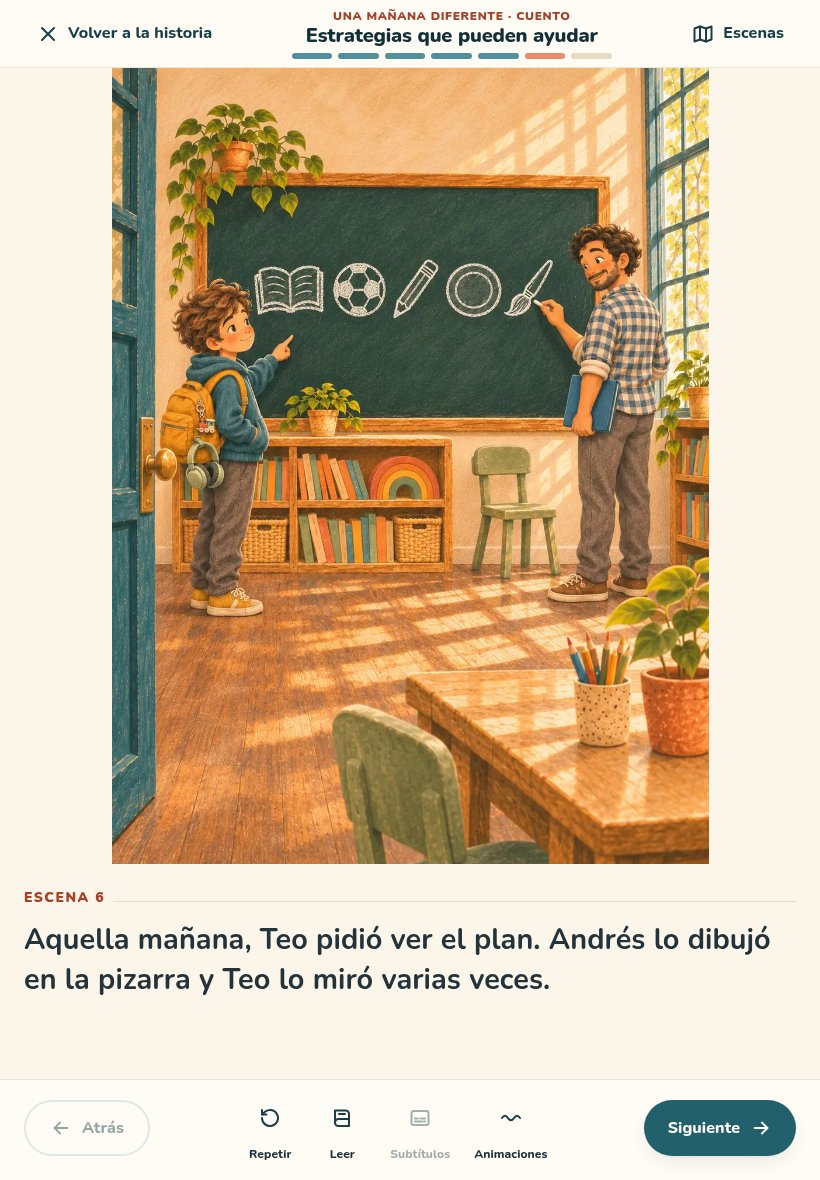 UNA MAÑANA DIFERENTE · CUENTO
Volver a la historia
Estrategias que pueden ayudar
Escenas
ESCENA 6
Aquella mañana, Teo pidió ver el plan. Andrés lo dibujó
en la pizarra y Teo lo miró varias veces.
Atrás
Repetir
Leer
Subtítulos
Animaciones
Siguiente